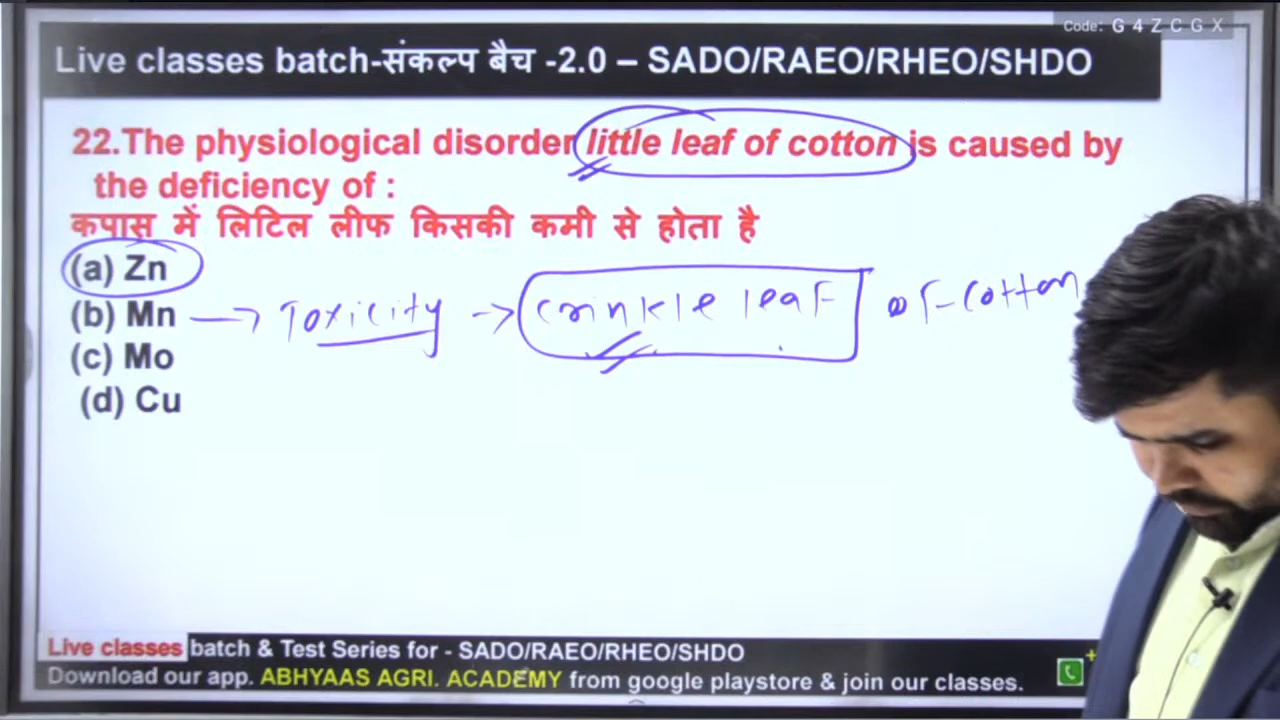 Code: G 4 Z C G X
Live classes batch-संकल्प बैच -2.0 – SADO/RAEO/RHEO/SHDO
22.The physiological disorder little leaf of cotton is caused by
the deficiency of :
कपास में लिटिल लीफ किसकी कमी से होता है
(a) Zn
(b) Mn → Toxicity → Crinkle leaf of cotton
(c) Mo
(d) Cu
Live classes batch & Test Series for - SADO/RAEO/RHEO/SHDO
Download our app. ABHYAAS AGRI. ACADEMY from google playstore & join our classes.